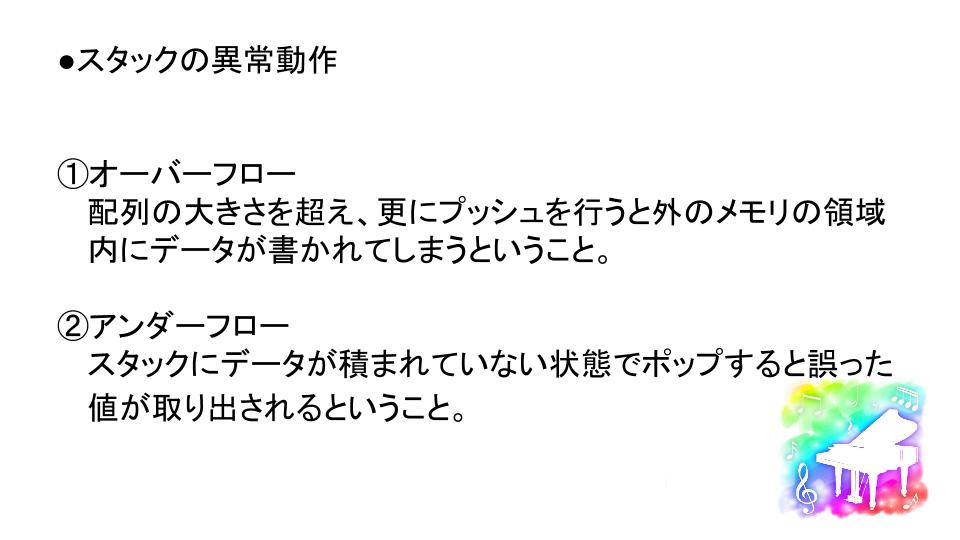 ●スタックの異常動作
①オーバーフロー
配列の大きさを超え、更にプッシュを行うと外のメモリの領域
内にデータが書かれてしまうということ。
②アンダーフロー
スタックにデータが積まれていない状態でポップすると誤った
値が取り出されるということ。